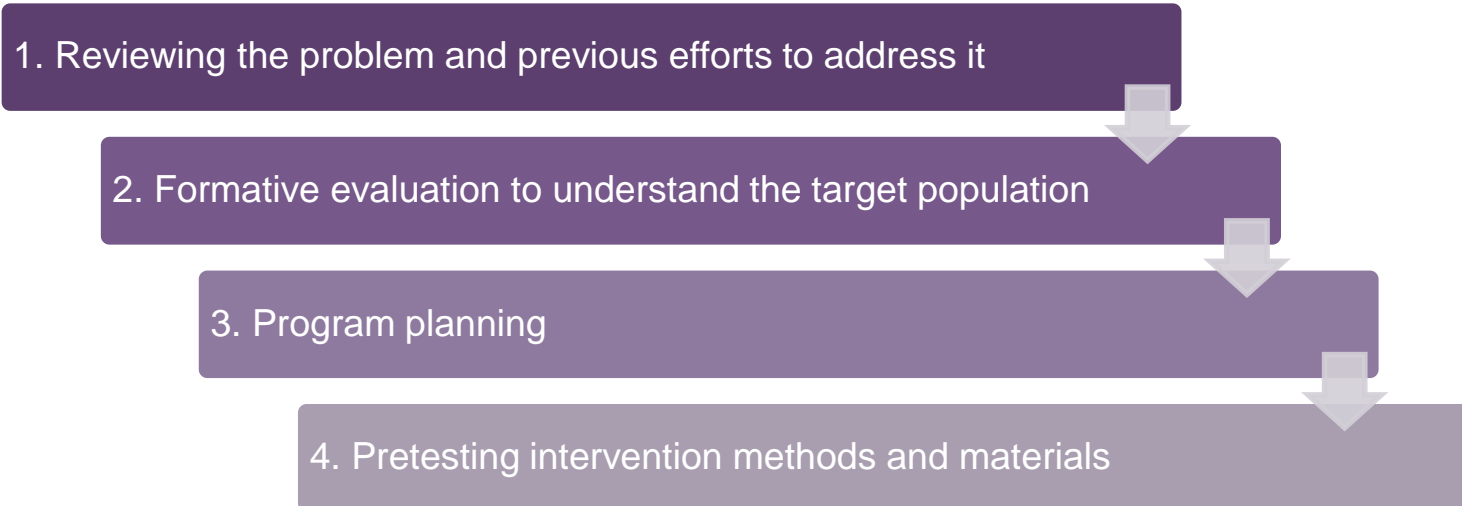 1. Reviewing the problem and previous efforts to address it
2. Formative evaluation to understand the target population
3. Program planning
4. Pretesting intervention methods and materials